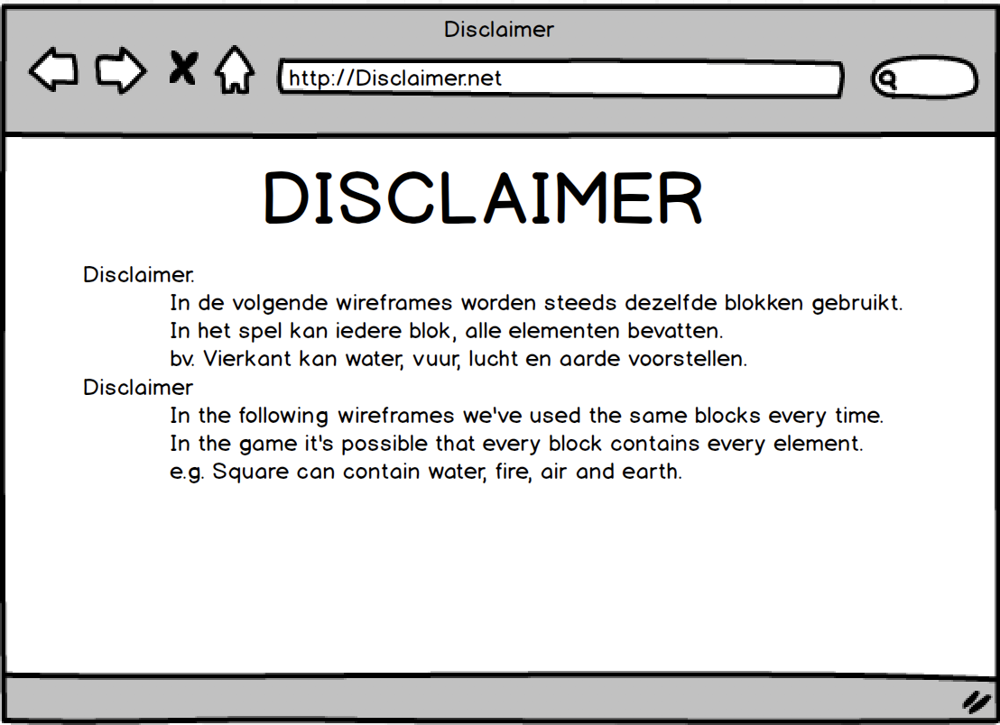 Disclaimer
http://Disclaimer.net
DISCLAIMER
Disclaimer.
In de volgende wireframes worden steeds dezelfde blokken gebruikt.
In het spel kan iedere blok, alle elementen bevatten.
bv. Vierkant kan water, vuur, lucht en aarde voorstellen.
Disclaimer
In the following wireframes we've used the same blocks every time.
In the game it's possible that every block contains every element.
e.g. Square can contain water, fire, air and earth.